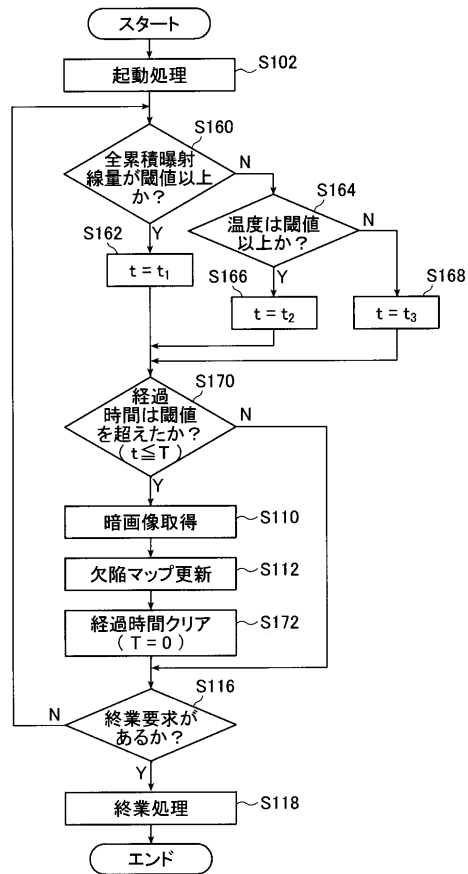 スタート
起動処理
S102
全累積曝射
線量が閾値以上
か？
S160
N
Y
温度は閾値
以上か？
S164
N
Y
S162
t = t₁
S166
t = t₂
S168
t = t₃
経過
時間は閾値
を超えたか？
（t≦T）
S170
N
Y
暗画像取得
S110
欠陥マップ更新
S112
経過時間クリア
（T＝0）
S172
終業要求が
あるか？
S116
N
Y
終業処理
S118
エンド